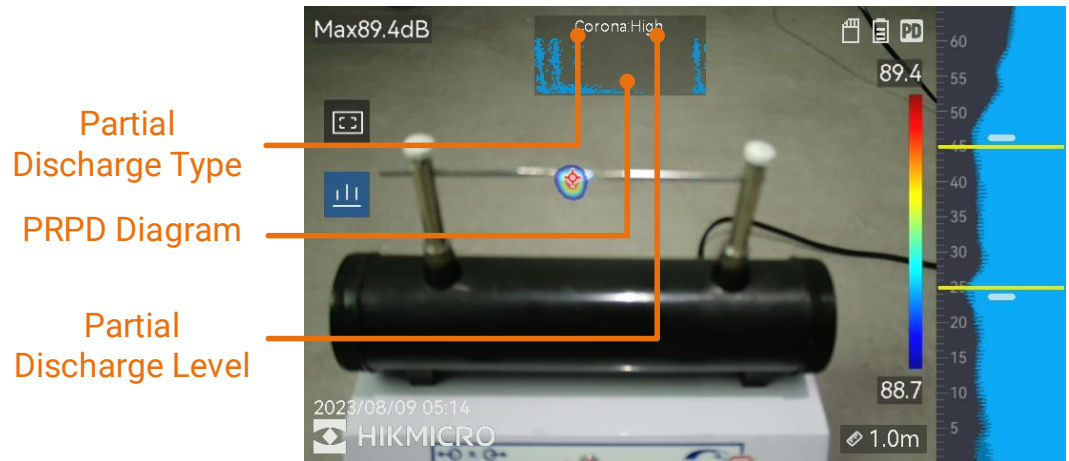 Max89.4dB
Corona:High
PD
89.4
60
55
50
45
40
35
30
25
20
15
10
5
Partial
Discharge Type
PRPD Diagram
Partial
Discharge Level
88.7
2023/08/09 05:14
HIKMICRO
1.0m